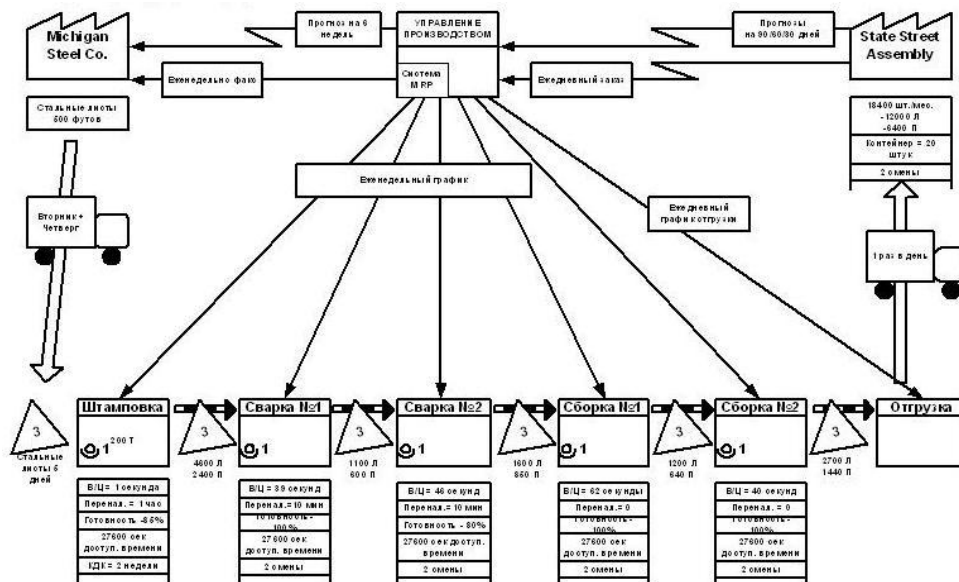 Michigan
Steel Co.
Прогноз на 6
недель
УПРАВЛЕНИЕ
ПРОИЗВОДСТВОМ
Прогнозы
на 90/60/30 дней
State Street
Assembly
Еженедельно факс
Система
MRP
Ежедневный заказ
Стальные листы
500 футов
18400 шт./мес.
-12000 Л
-6400 П
Контейнер = 20
штук
2 смены
Еженедельный график
Вторник +
Четверг
Ежедневный
график отгрузки
1 раз в день
Штамповка
Сварка №1
Сварка №2
Сборка №1
Сборка №2
Отгрузка
З
200 Т
1
З
1
З
1
З
1
З
1
З
Стальные
листы 5
дней
4600 Л
2400 П
1100 Л
600 П
1600 Л
850 П
1200 Л
640 П
2700 Л
1440 П
В/Ц = 1 секунда
Перенал. = 1 час
Готовность -85%
27600 сек
доступ. времени
КДК = 2 недели
В/Ц = 39 секунд
Перенал.= 10 мин
Готовность -
100%
27600 сек
доступ. времени
2 смены
В/Ц = 46 секунд
Перенал. = 10 мин
Готовность - 80%
27600 сек доступ.
времени
2 смены
В/Ц = 62 секунды
Перенал. = 0
Готовность -
100%
27600 сек
доступ. времени
2 смены
В/Ц = 40 секунд
Перенал. = 0
Готовность -
100%
27600 сек
доступ. времени
2 смены